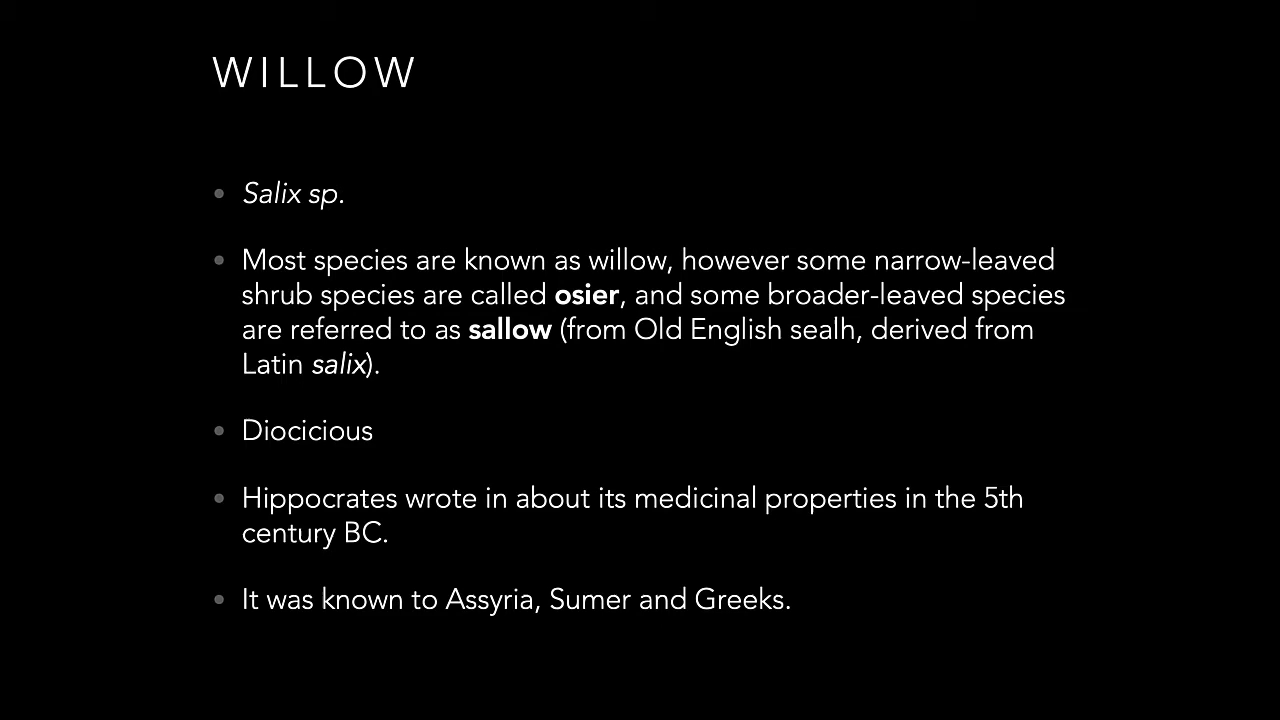 WILLOW
• Salix sp.
• Most species are known as willow, however some narrow-leaved
shrub species are called osier, and some broader-leaved species
are referred to as sallow (from Old English sealh, derived from
Latin salix).
• Diocicious
• Hippocrates wrote in about its medicinal properties in the 5th
century BC.
• It was known to Assyria, Sumer and Greeks.